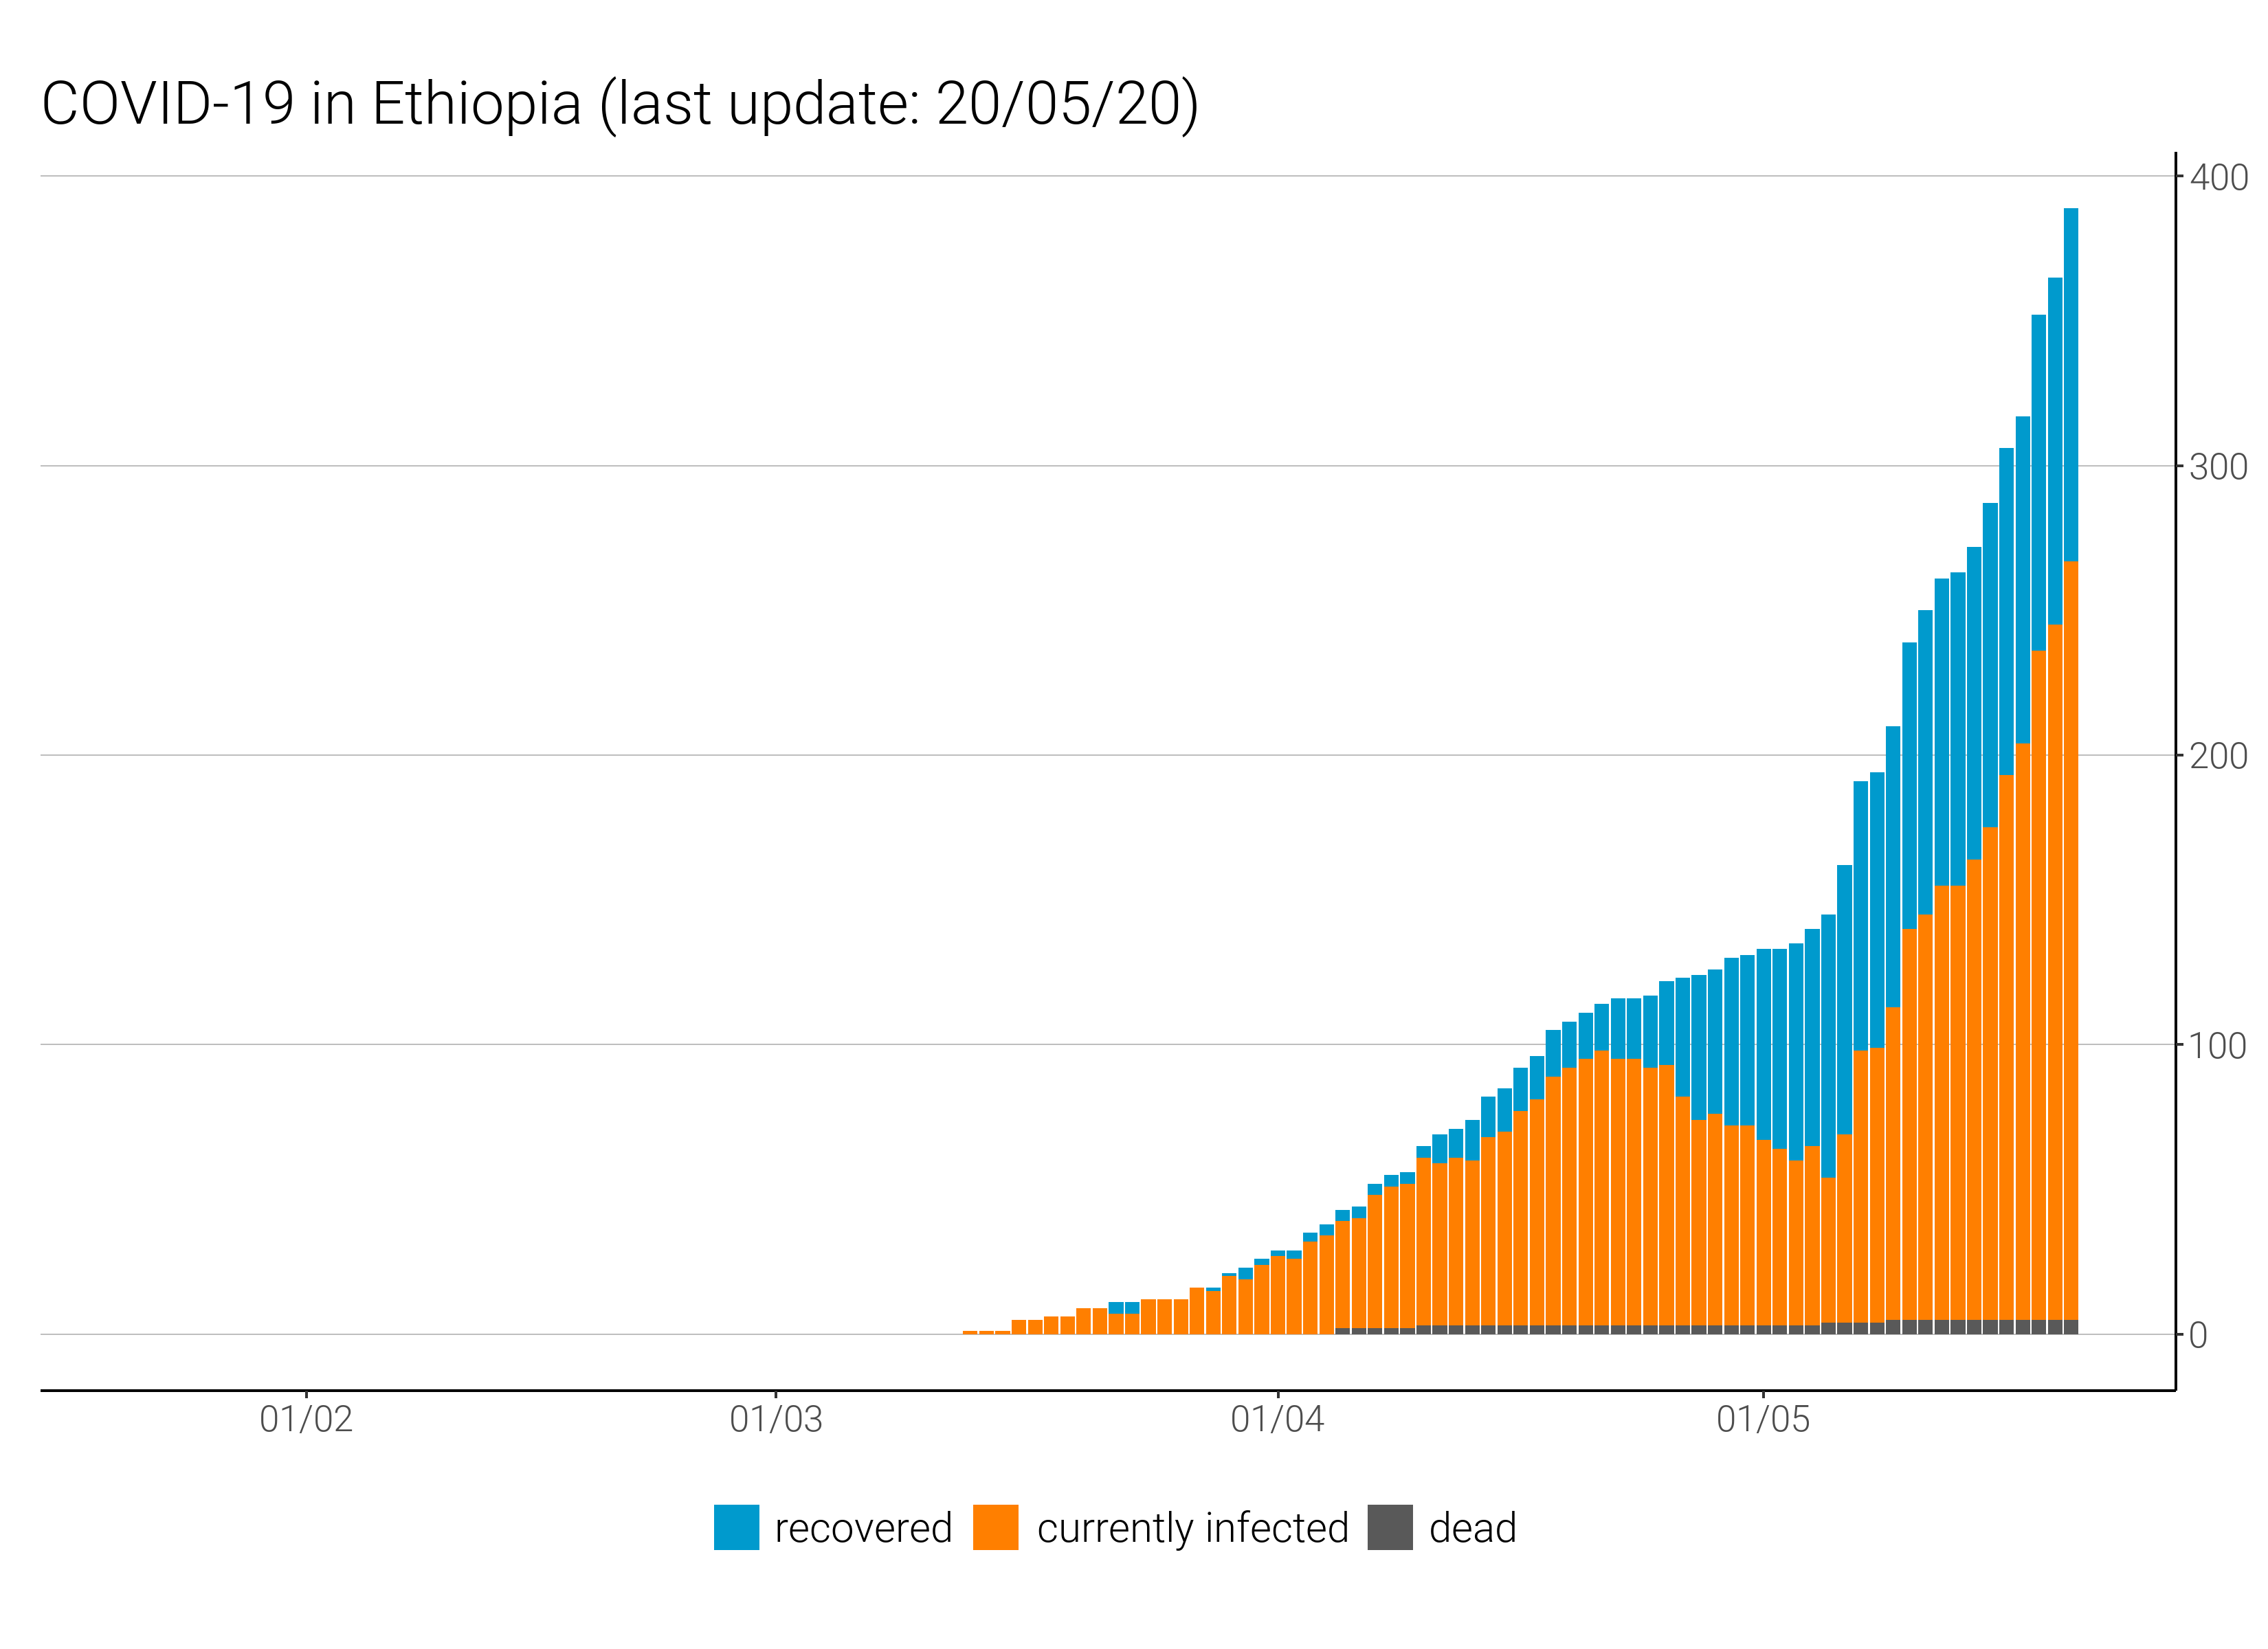 COVID-19 in Ethiopia (last update: 20/05/20)
400
300
200
100
0
01/02 01/03 01/04 01/05
recovered currently infected dead